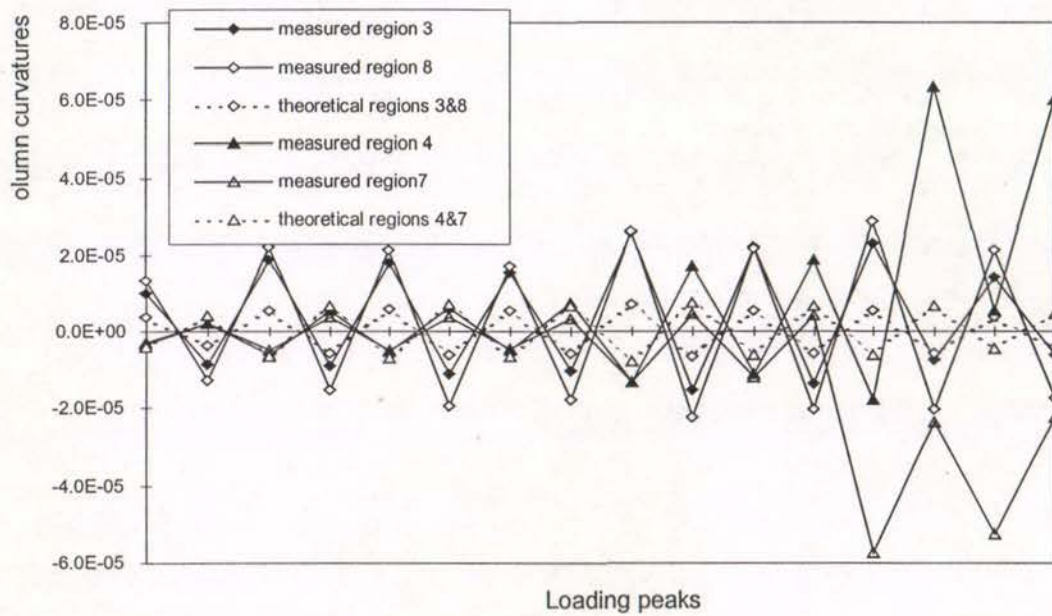 olumn curvatures
8.0E-05
6.0E-05
4.0E-05
2.0E-05
0.0E+00
-2.0E-05
-4.0E-05
-6.0E-05
measured region 3
measured region 8
theoretical regions 3&8
measured region 4
measured region7
theoretical regions 4&7
Loading peaks